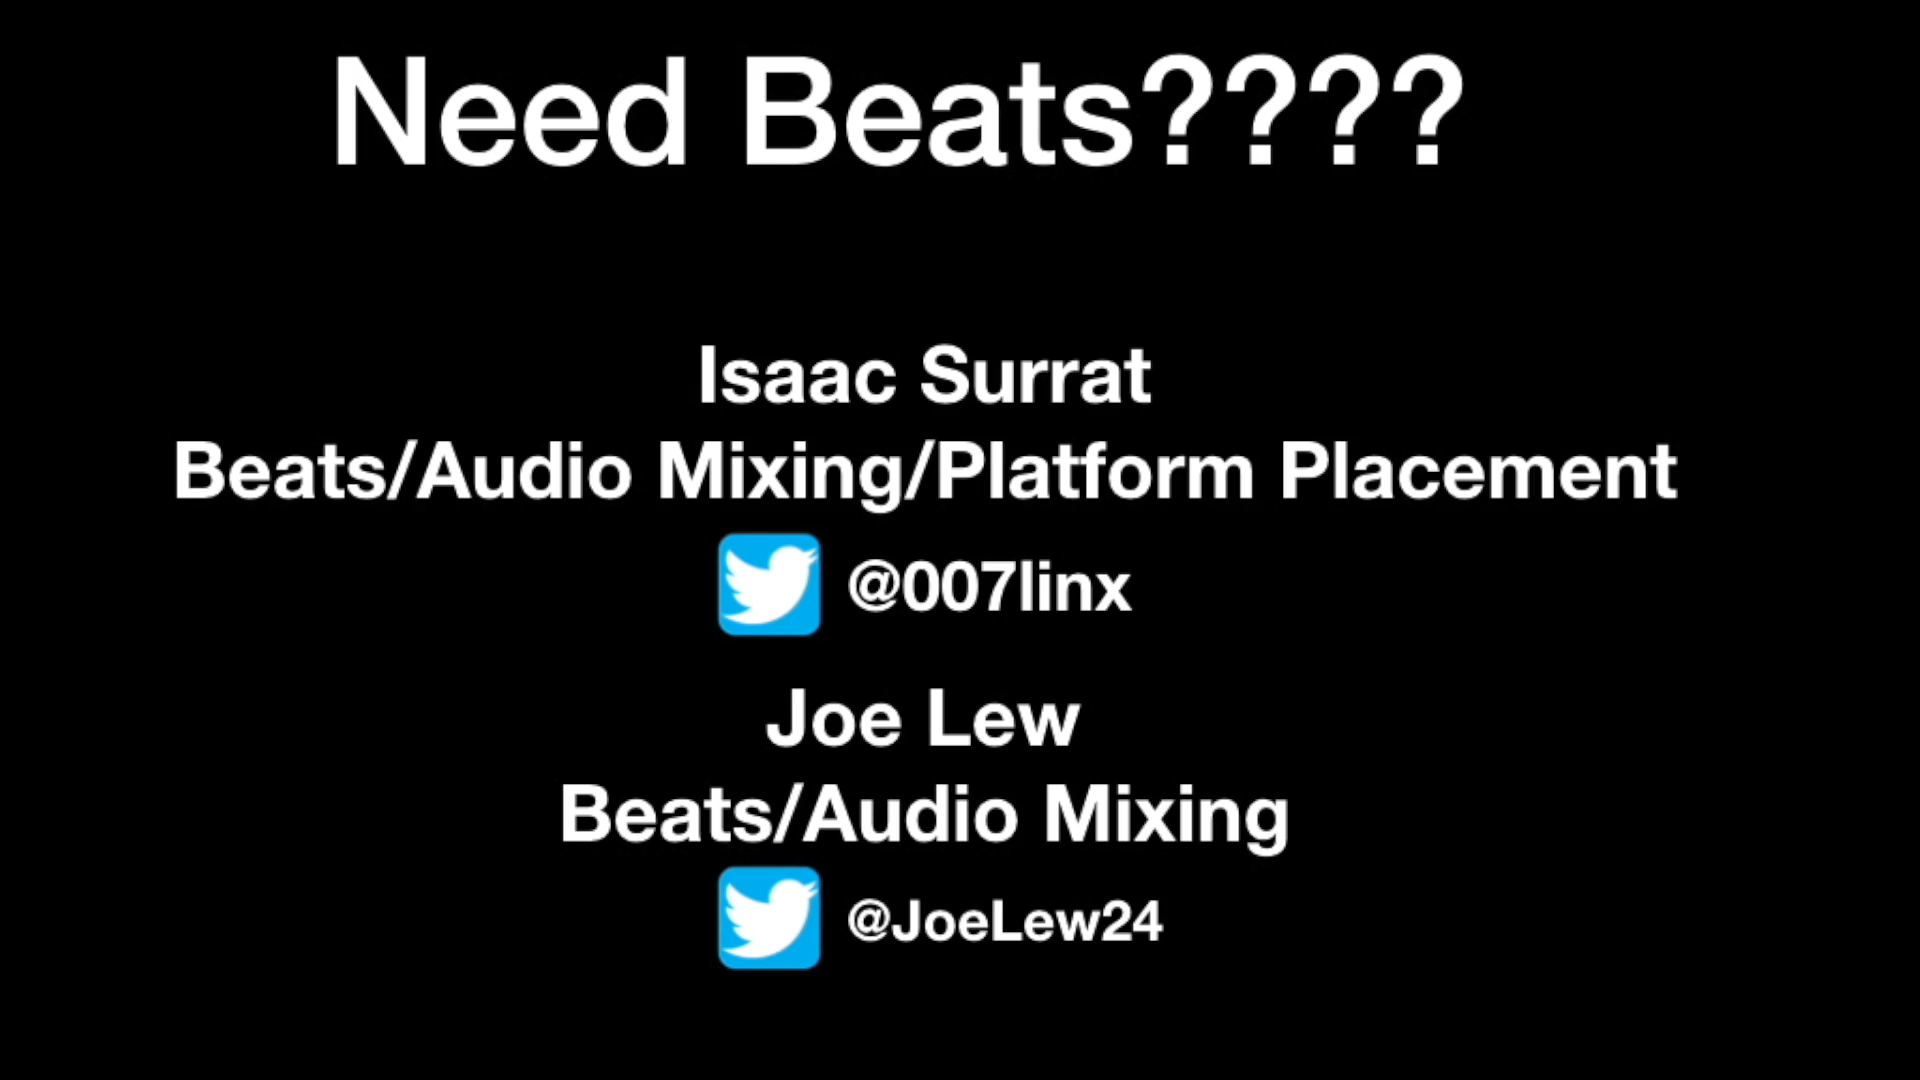 Need Beats????
Isaac Surrat
Beats/Audio Mixing/Platform Placement
@007linx
Joe Lew
Beats/Audio Mixing
@JoeLew24